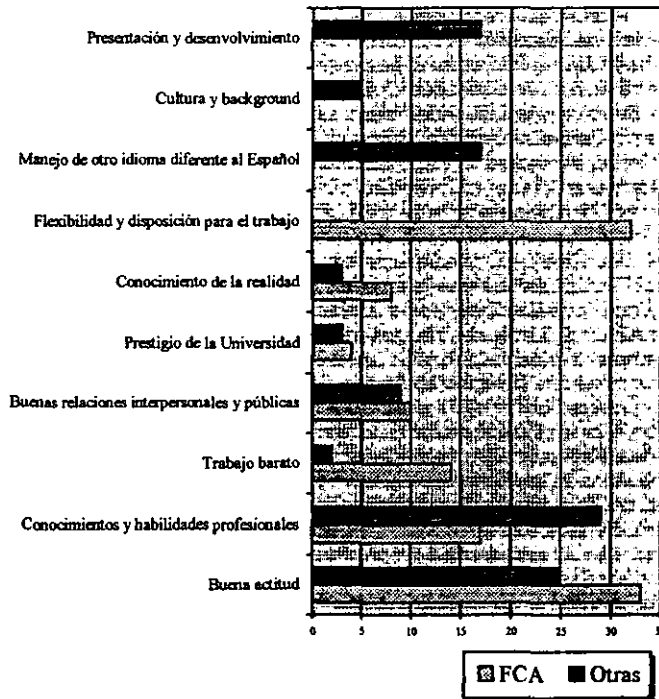 Presentación y desenvolvimiento
Cultura y background
Manejo de otro idioma diferente al Español
Flexibilidad y disposición para el trabajo
Conocimiento de la realidad
Prestigio de la Universidad
Buenas relaciones interpersonales y públicas
Trabajo barato
Conocimientos y habilidades profesionales
Buena actitud
0 5 10 15 20 25 30
FCA Otras